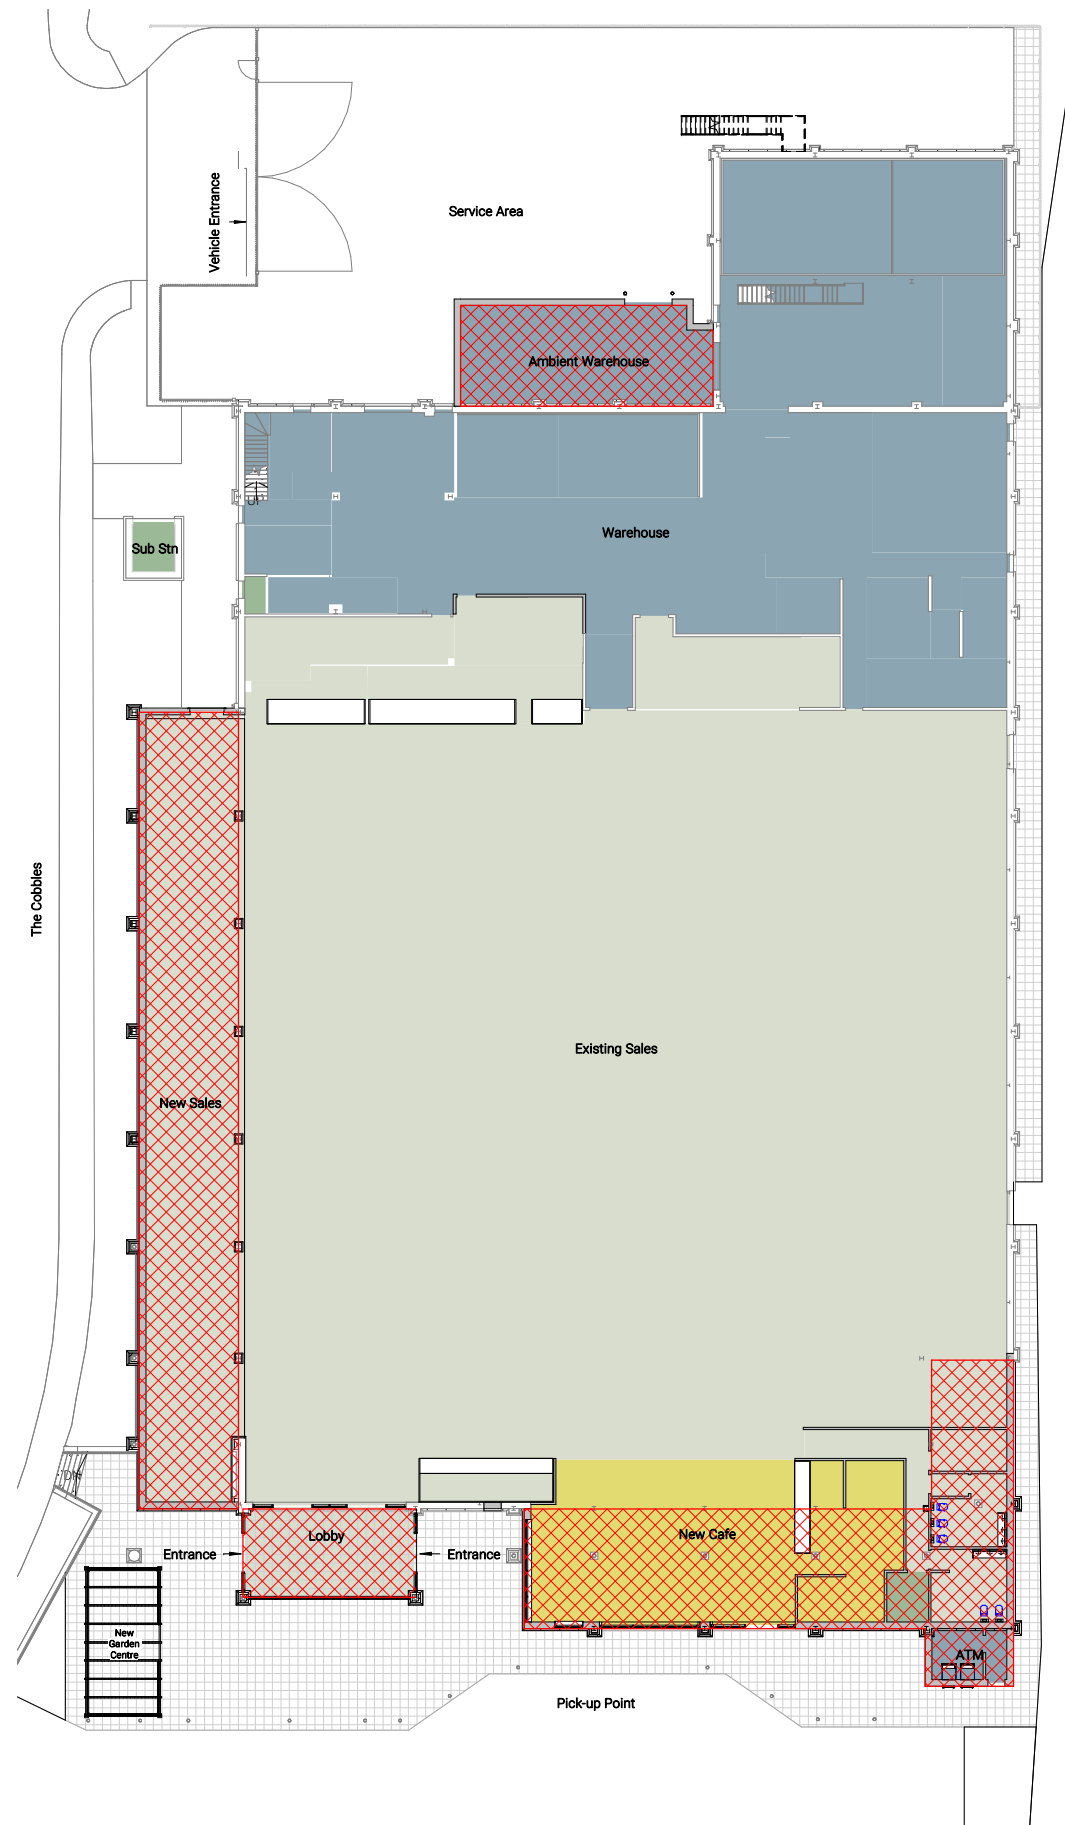 Service Area
Vehicle Entrance
Ambient Warehouse
Warehouse
Sub Stn
The Cobbles
Existing Sales
New Sales
Lobby
New Cafe
Entrance
Entrance
New
Garden
Centre
ATM
Pick-up Point